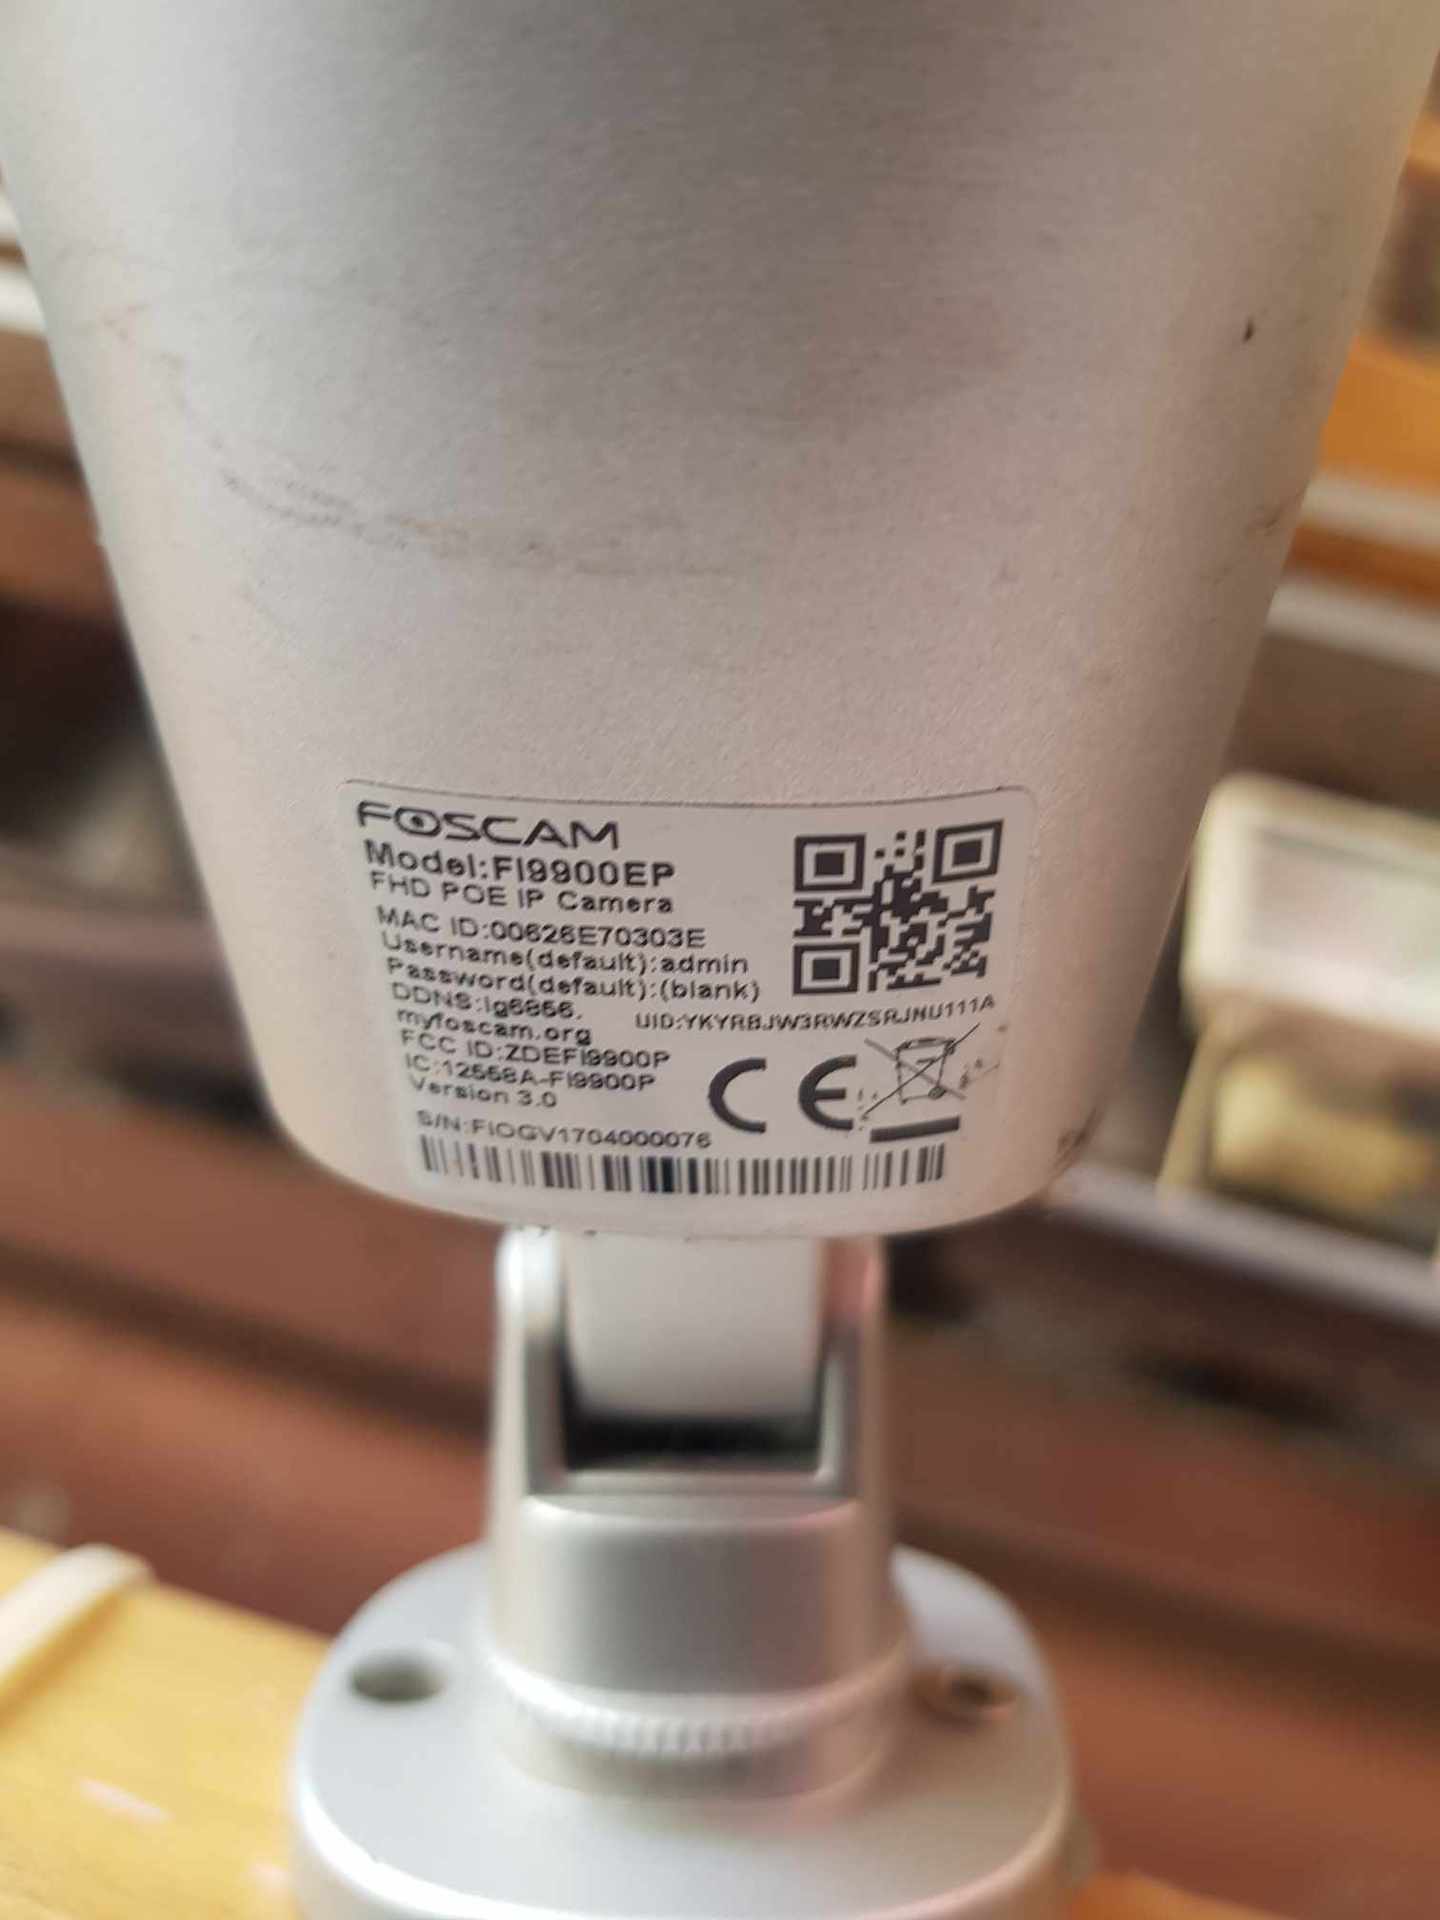 FOSCAM
Model:FI9900EP
FHD POE IP Camera
MAC ID:00626E70303E
Username(default):admin
Password(default):(blank)
DDNS:lg6856.
myfoscam.org
UID:YKYRBJW3RWZSRJNU111A
FCC ID:ZDEFI9900P
IC:12558A-FI9900P
Version 3.0
CE
S/N:FIOGV1704000076